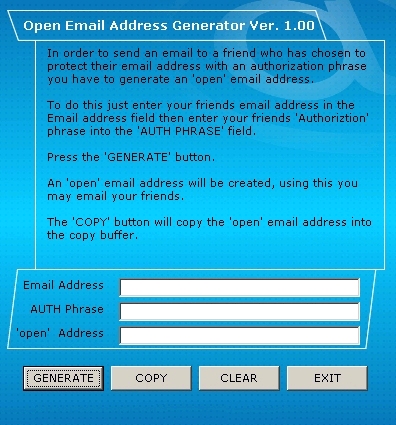 Open Email Address Generator Ver. 1.00
In order to send an email to a friend who has chosen to
protect their email address with an authorization phrase
you have to generate an 'open' email address.
To do this just enter your friends email address in the
Email address field then enter your friends 'Authoriztion'
phrase into the 'AUTH PHRASE' field.
Press the 'GENERATE' button.
An 'open' email address will be created, using this you
may email your friends.
The 'COPY' button will copy the 'open' email address into
the copy buffer.
Email Address
AUTH Phrase
'open' Address
GENERATE COPY CLEAR EXIT